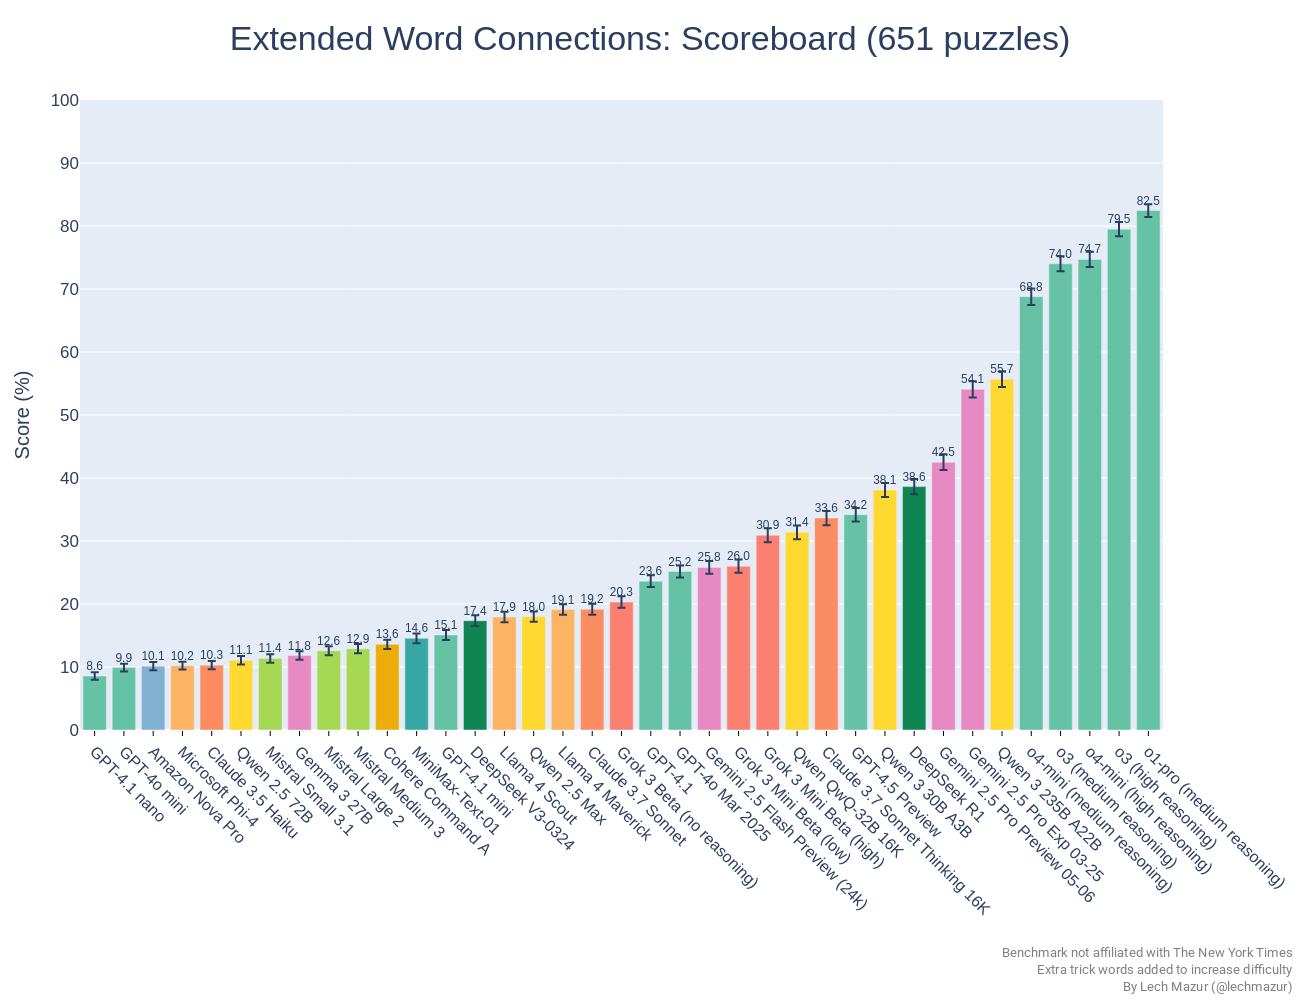 Extended Word Connections: Scoreboard (651 puzzles)
100
90
80
70
60
50
40
30
20
10
0
Score (%)
8.6
9.9
10.1
10.2
10.3
11.1
11.4
11.8
12.6
12.9
13.6
14.6
15.1
17.4
17.9
18.0
19.1
19.2
20.3
23.6
25.2
25.8
26.0
30.9
31.4
33.6
34.2
38.1
38.6
42.5
54.1
55.7
68.8
74.0
74.7
79.5
82.5
GPT-4.1 nano
GPT-4o mini
Amazon Nova Pro
Microsoft Phi-4
Claude 3.5 Haiku
Qwen 2.5 72B
Mistral Small 3.1
Gemma 3 27B
Mistral Large 2
Mistral Medium 3
Cohere Command A
MiniMax-Text-01
GPT-4.1 mini
DeepSeek V3-0324
Llama 4 Scout
Qwen 2.5 Max
Llama 4 Maverick
Claude 3.7 Sonnet
Grok 3 Beta (no reasoning)
GPT-4.1
GPT-4o Mar 2025
Gemini 2.5 Flash Preview (24k)
Grok 3 Mini Beta (low)
Grok 3 Mini Beta (high)
Qwen QwQ-32B 16K
Claude 3.7 Sonnet Thinking 16K
GPT-4.5 Preview
Qwen 3 30B A3B
DeepSeek R1
Gemini 2.5 Pro Preview 05-06
Gemini 2.5 Pro Exp 03-25
Qwen 3 235B A22B
o4-mini (medium reasoning)
o3 (medium reasoning)
o4-mini (high reasoning)
o3 (high reasoning)
o1-pro (medium reasoning)
Benchmark not affiliated with The New York Times
Extra trick words added to increase difficulty
By Lech Mazur (@lechmazur)